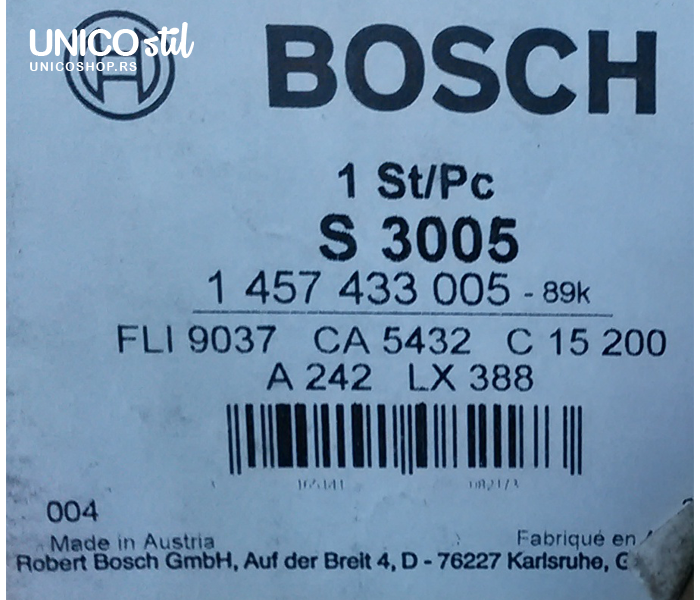 UNICO stil
UNICOSHOP.RS
BOSCH
1 St/Pc
S 3005
1 457 433 005 - 89k
FLI 9037 CA 5432 C 15 200
A 242 LX 388
004
Made in Austria
Fabriqué en
Robert Bosch GmbH, Auf der Breit 4, D - 76227 Karlsruhe,